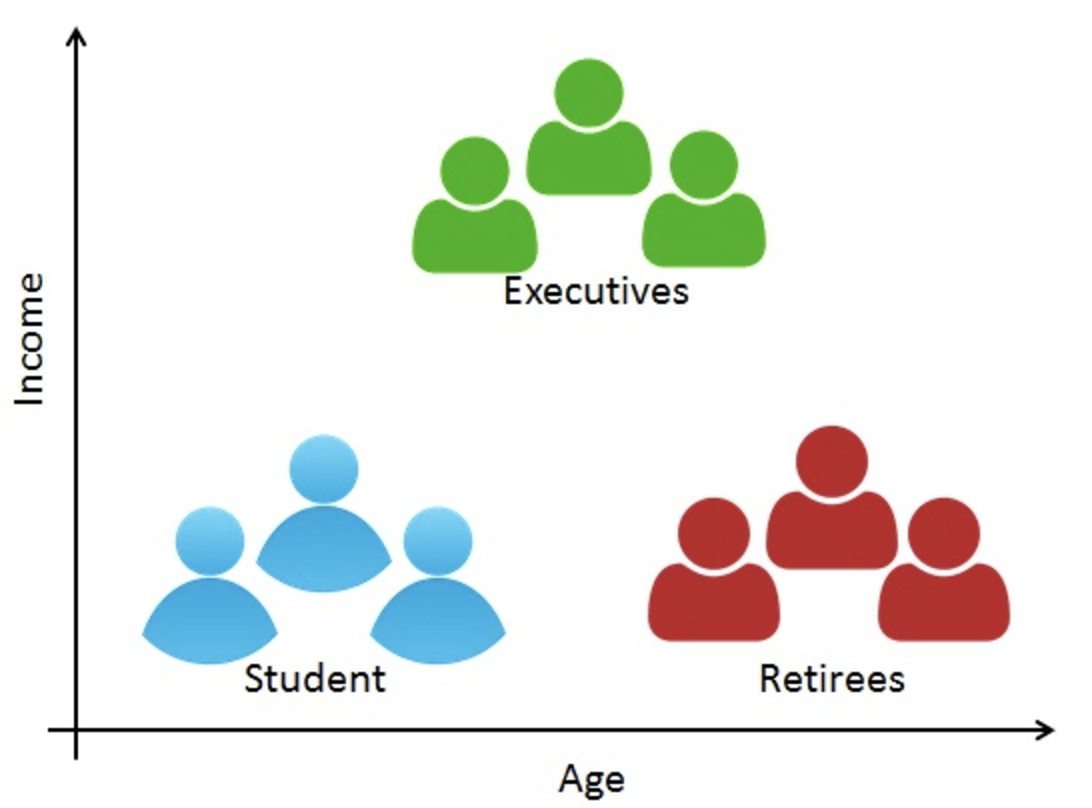 Executives
Income
Student
Retirees
Age